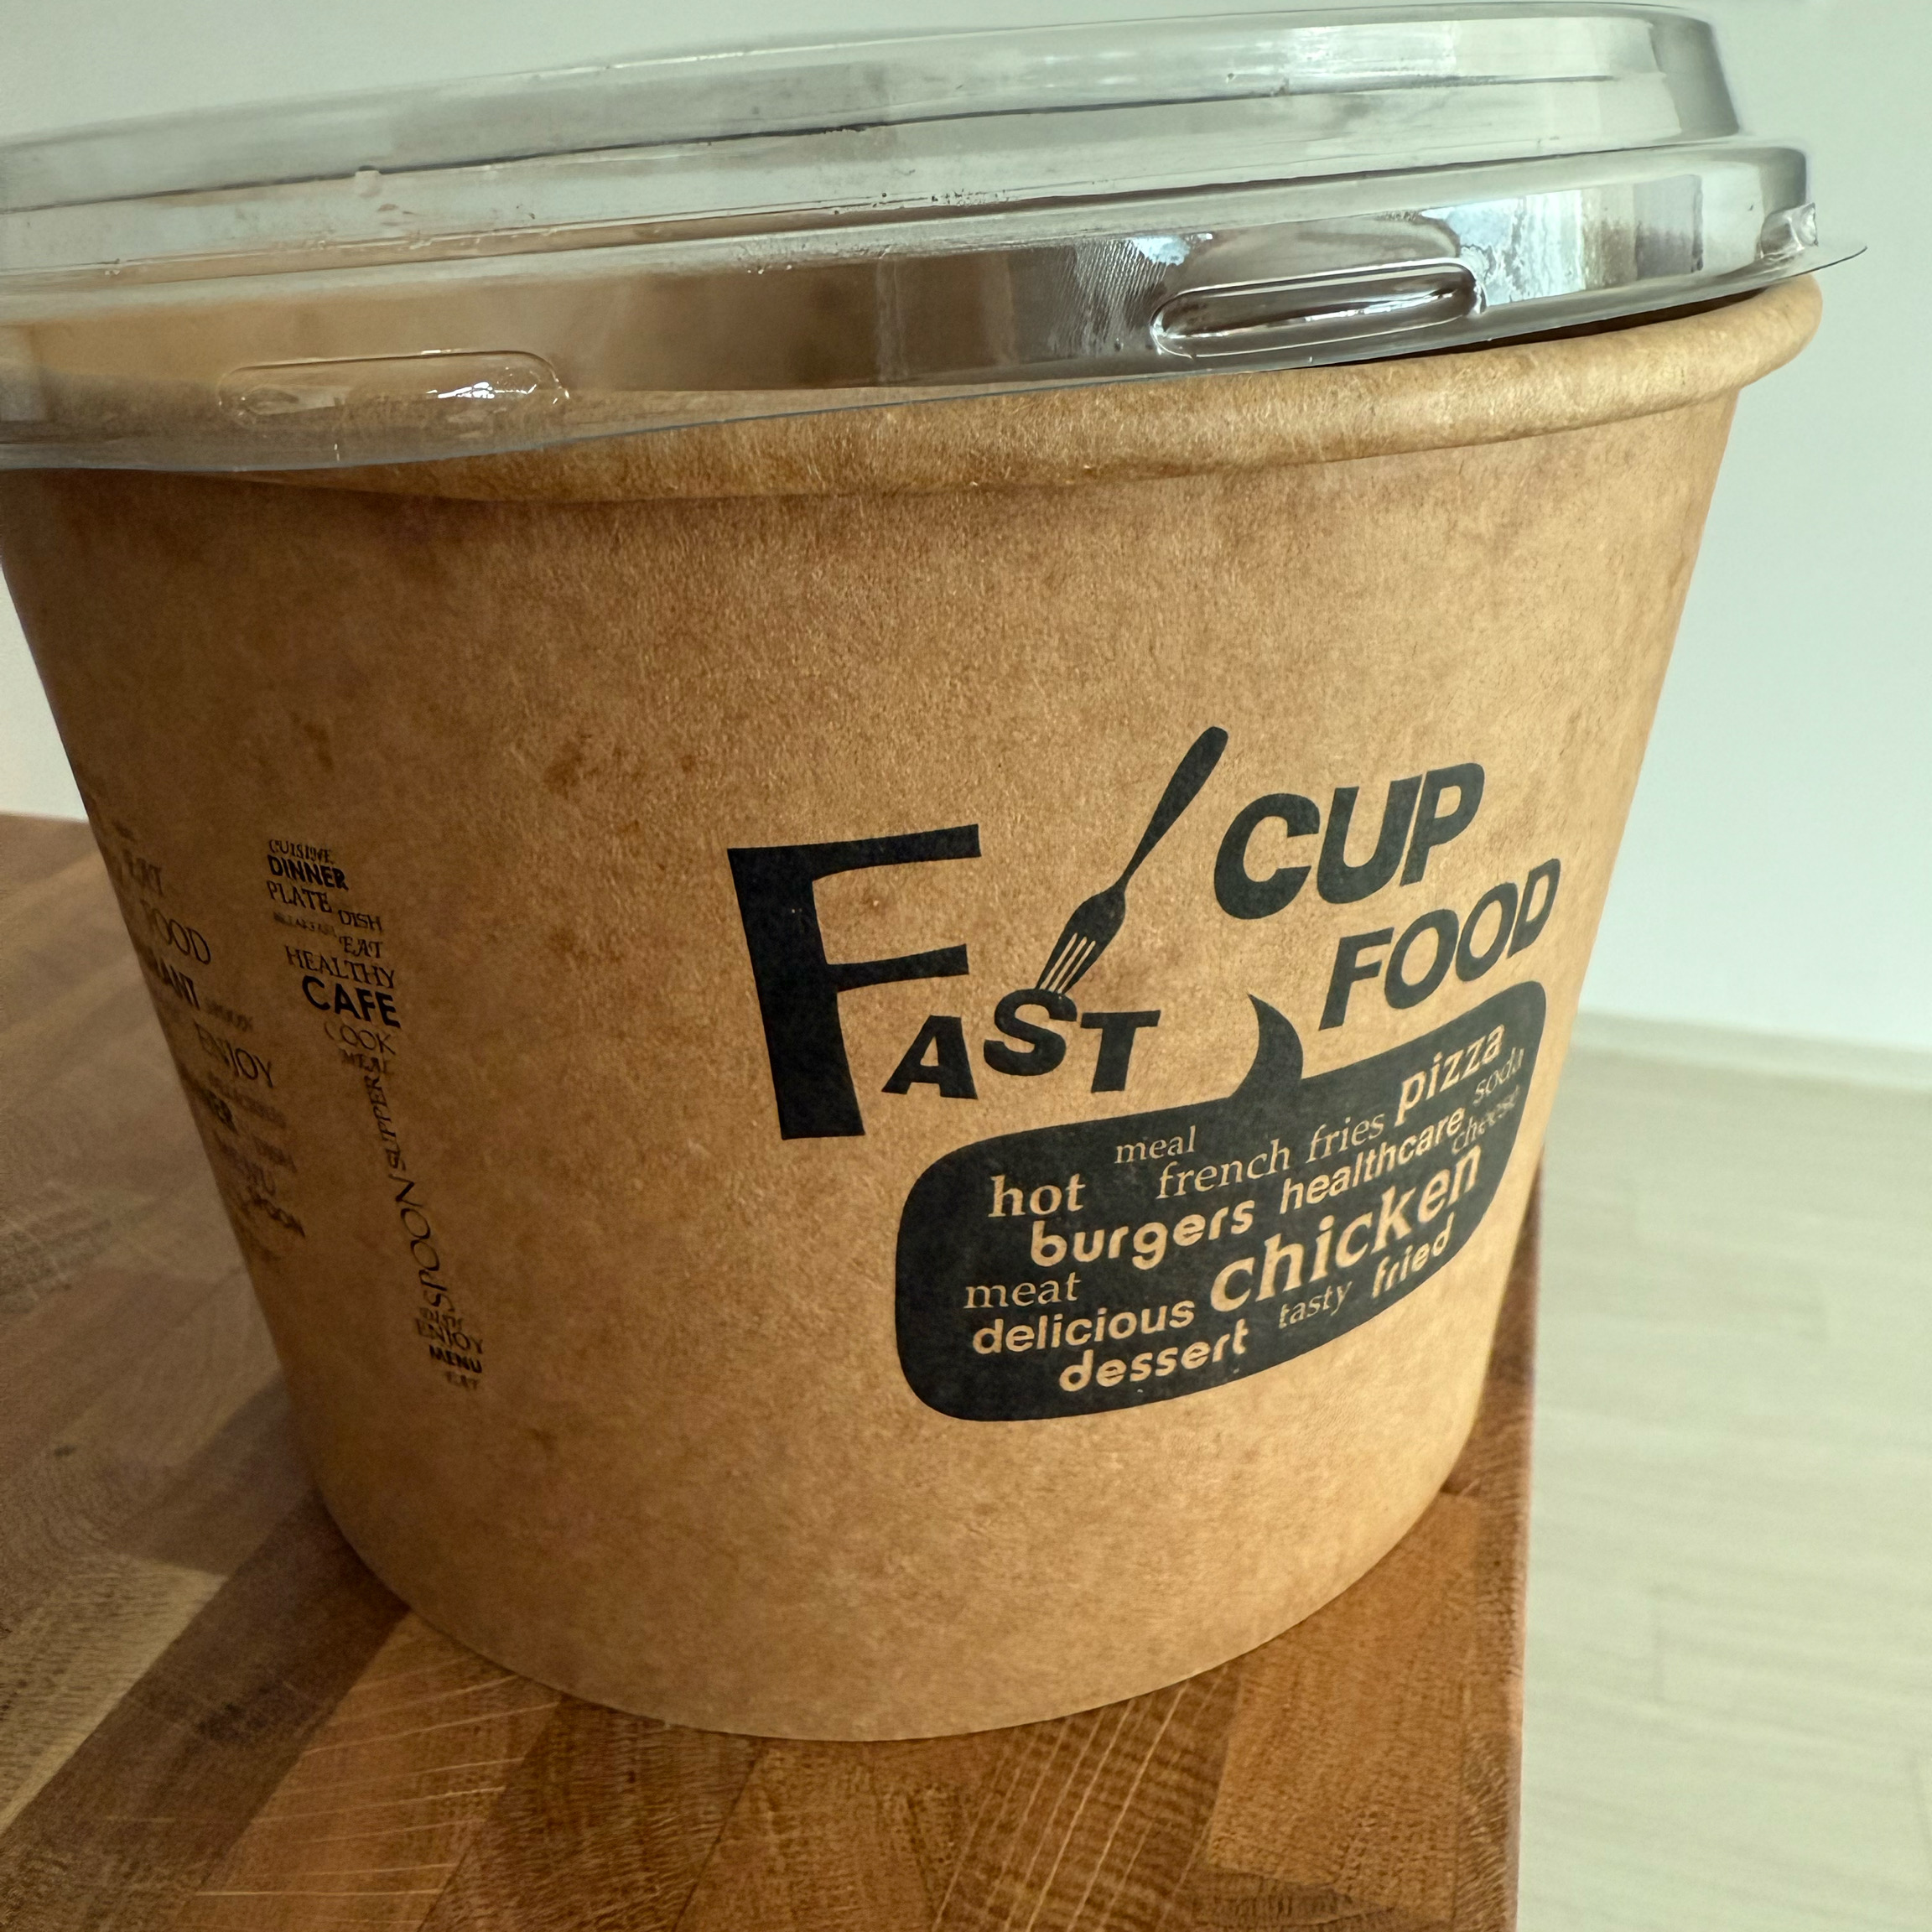 CUISINE
DINNER
PLATE
DISH
EAT
HEALTHY
CAFE
COOK
MEAL
SUPPER
SPOON
ENJOY
MENU
EAT
ENJOY
FAST
CUP
FOOD
meal
french fries
pizza
soda
hot
burgers
healthcare
cheese
meat
delicious
chicken
dessert
tasty
fried